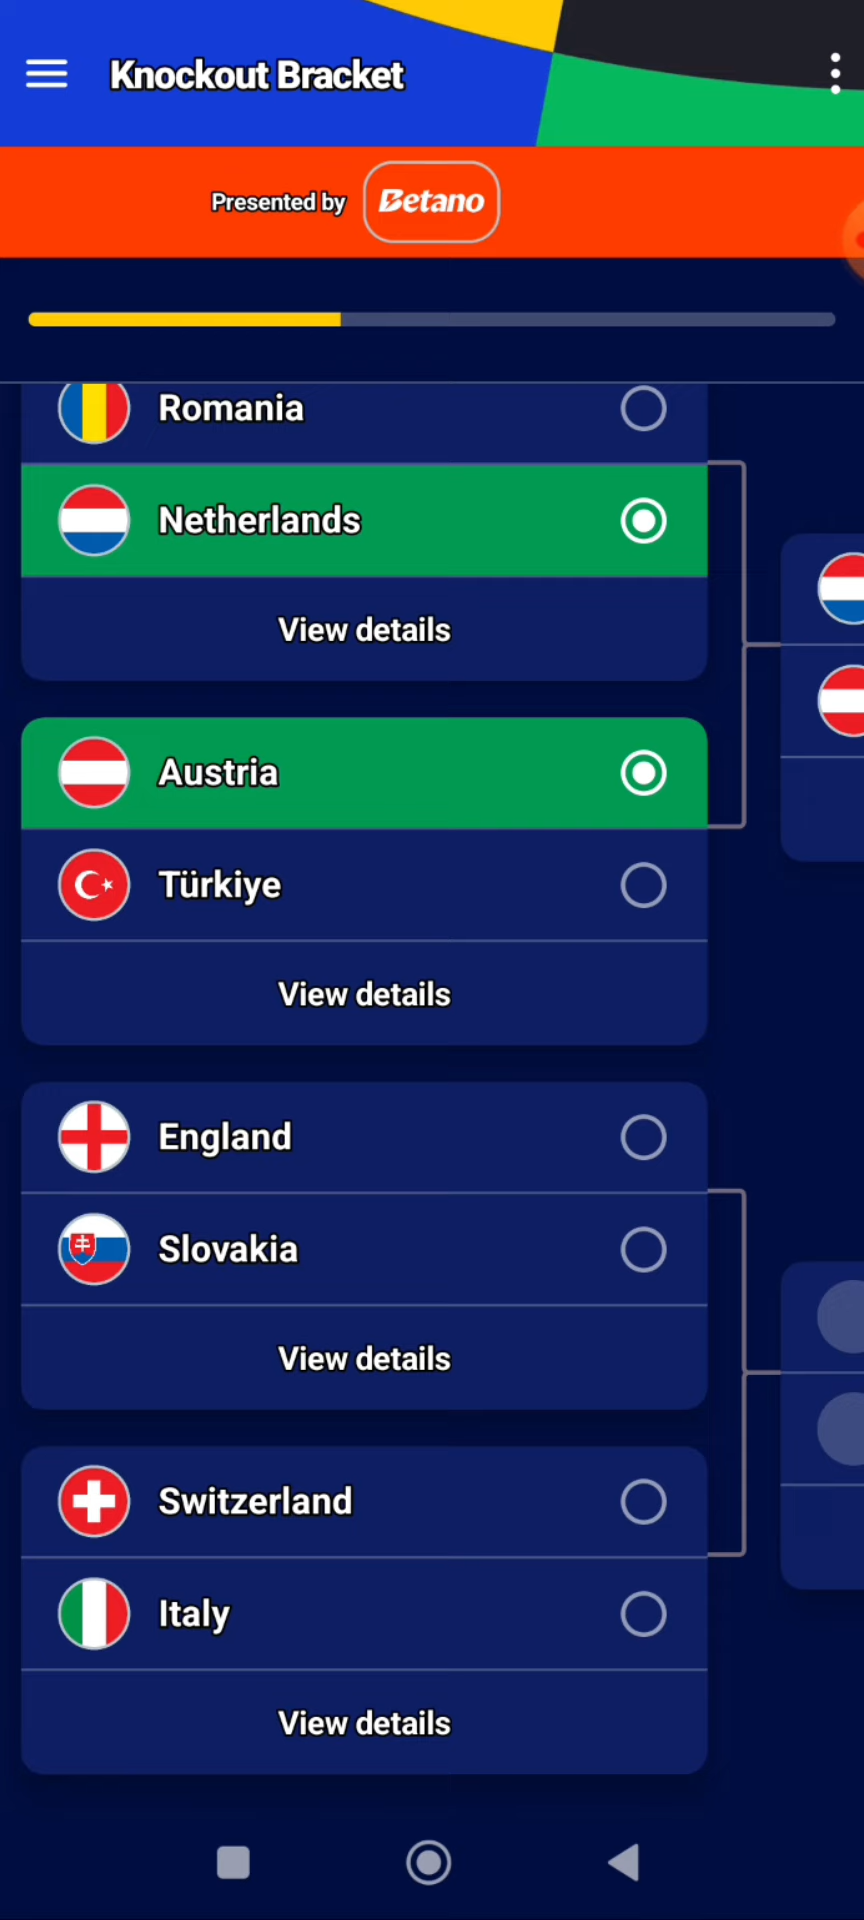 Knockout Bracket
Presented by Betano
Romania
Netherlands
View details
Austria
Türkiye
View details
England
Slovakia
View details
Switzerland
Italy
View details